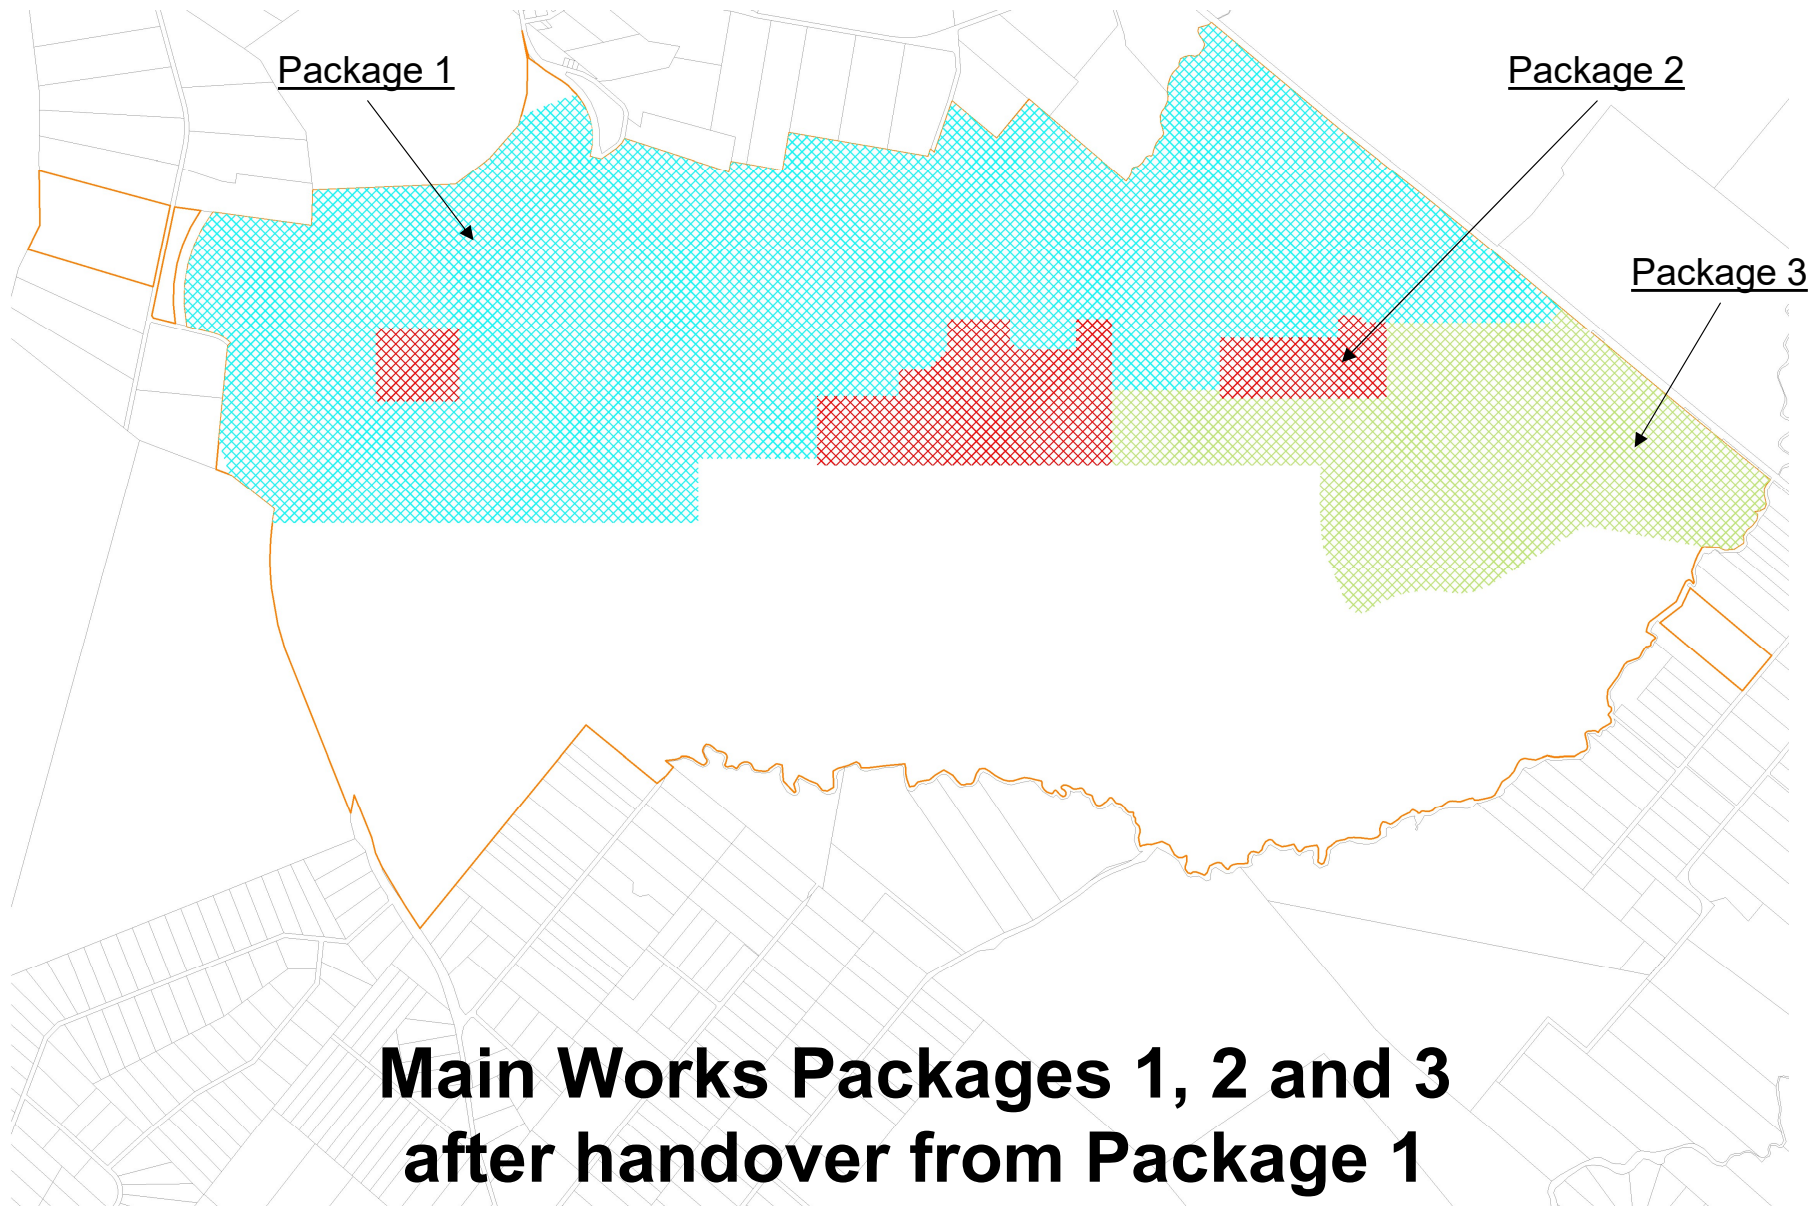 Package 1
Package 2
Package 3
Main Works Packages 1, 2 and 3
after handover from Package 1